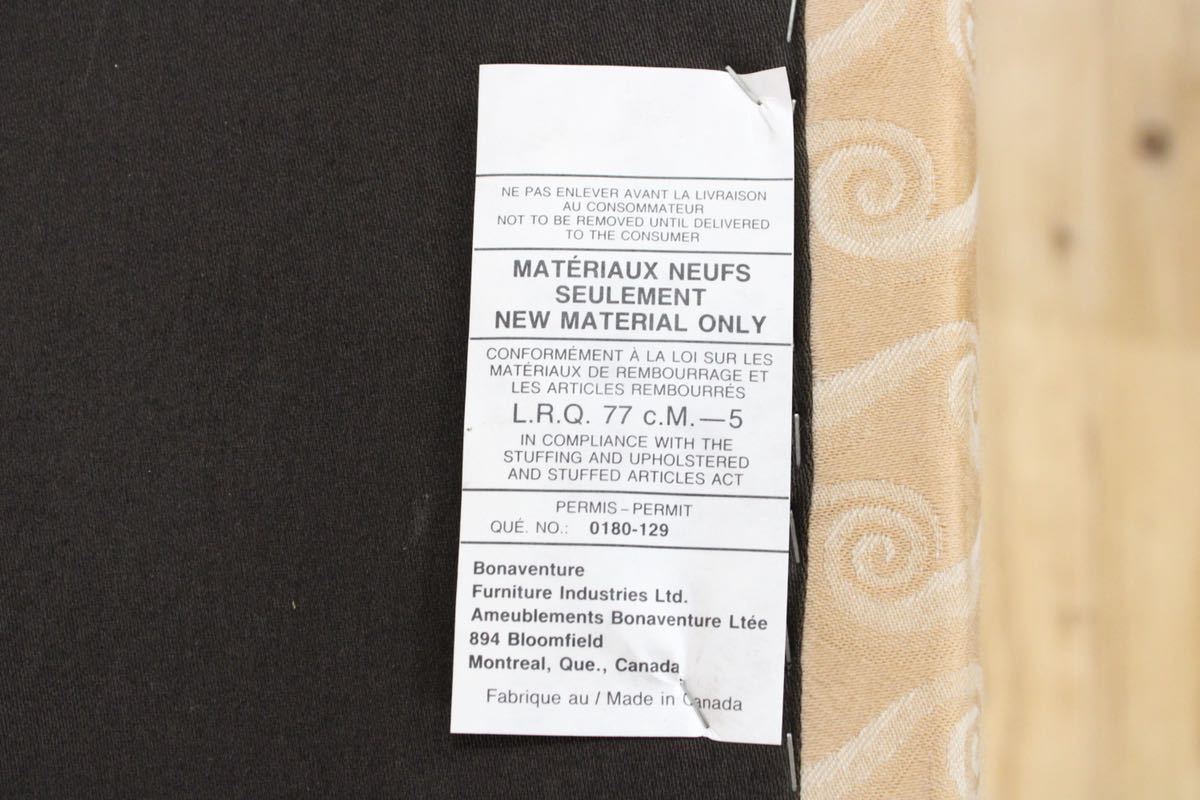 NE PAS ENLEVER AVANT LA LIVRAISON
AU CONSOMMATEUR
NOT TO BE REMOVED UNTIL DELIVERED
TO THE CONSUMER
MATÉRIAUX NEUFS
SEULEMENT
NEW MATERIAL ONLY
CONFORMÉMENT À LA LOI SUR LES
MATÉRIAUX DE REMBOURRAGE ET
LES ARTICLES REMBOURRÉS
L.R.Q. 77 c.M.—5
IN COMPLIANCE WITH THE
STUFFING AND UPHOLSTERED
AND STUFFED ARTICLES ACT
PERMIS – PERMIT
QUÉ. NO.: 0180-129
Bonaventure
Furniture Industries Ltd.
Ameublements Bonaventure Ltée
894 Bloomfield
Montreal, Que., Canada
Fabrique au / Made in Canada